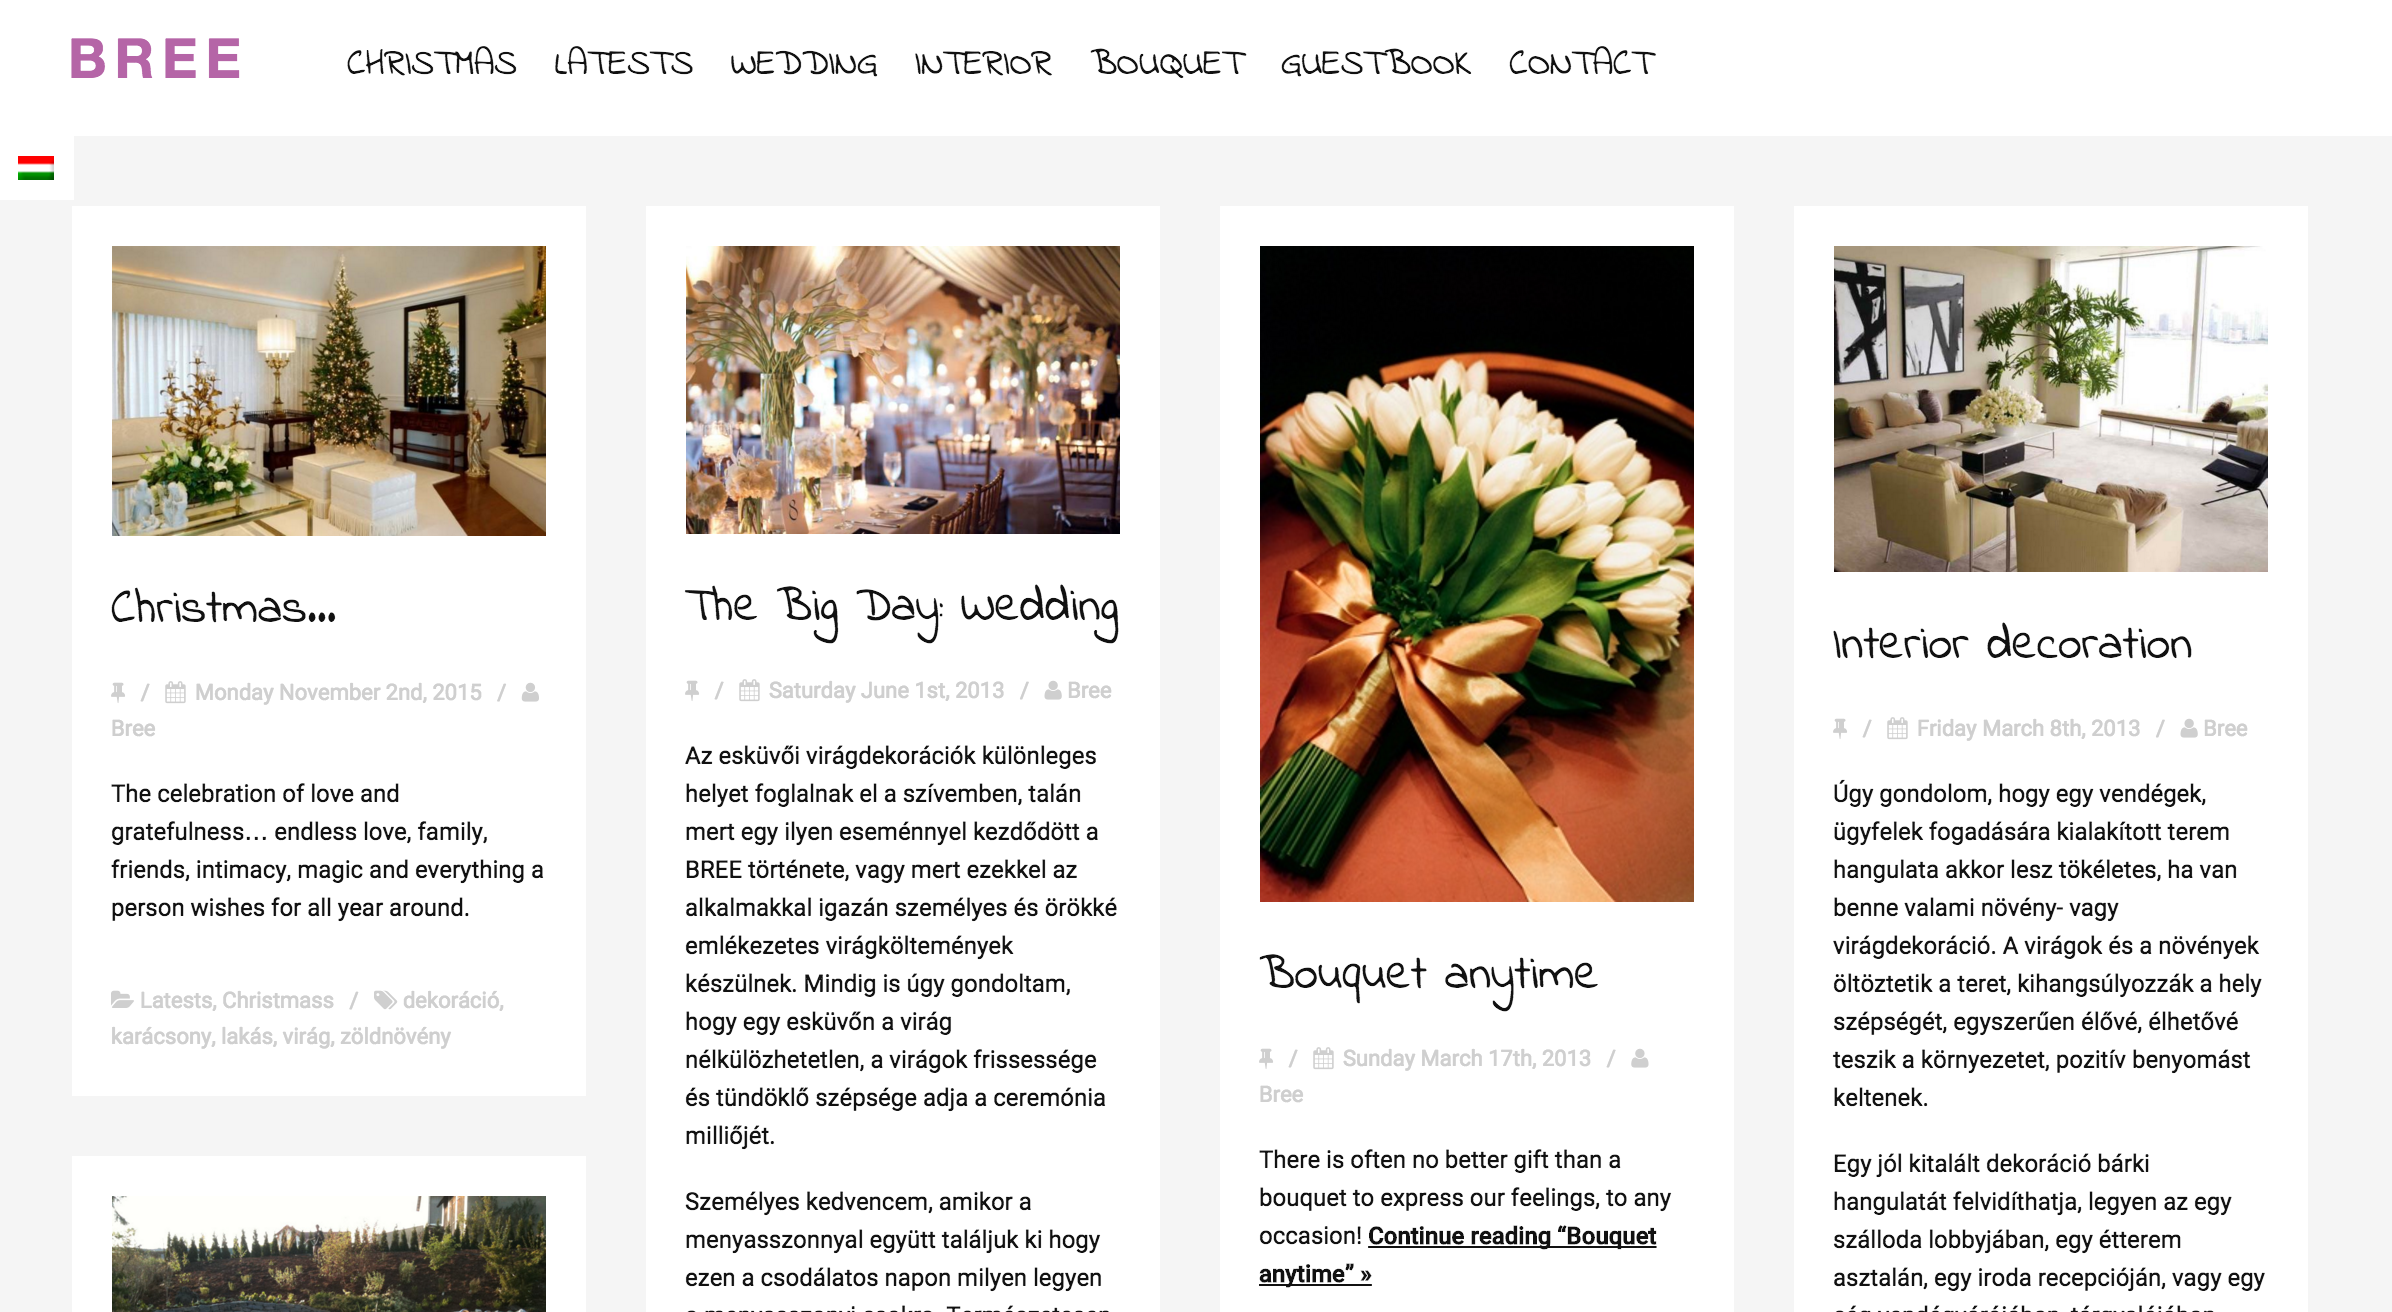 BREE
CHRISTMAS LATESTS WEDDING INTERIOR BOUQUET GUESTBOOK CONTACT
Christmas...
/ Monday November 2nd, 2015 /
Bree
The celebration of love and
gratefulness… endless love, family,
friends, intimacy, magic and everything a
person wishes for all year around.
Latests, Christmass / dekoráció,
karácsony, lakás, virág, zöldnövény
8
The Big Day: Wedding
/ Saturday June 1st, 2013 / Bree
Az esküvői virágdekorációk különleges
helyet foglalnak el a szívemben, talán
mert egy ilyen eseménnyel kezdődött a
BREE története, vagy mert ezekkel az
alkalmakkal igazán személyes és örökké
emlékezetes virágköltemények
készülnek. Mindig is úgy gondoltam,
hogy egy esküvőn a virág
nélkülözhetetlen, a virágok frissessége
és tündöklő szépsége adja a ceremónia
milliőjét.
Személyes kedvencem, amikor a
menyasszonnyal együtt találjuk ki hogy
ezen a csodálatos napon milyen legyen
a menyasszonyi csokra. Természetesen
Bouquet anytime
/ Sunday March 17th, 2013 /
Bree
There is often no better gift than a
bouquet to express our feelings, to any
occasion! Continue reading “Bouquet
anytime” »
Interior decoration
/ Friday March 8th, 2013 / Bree
Úgy gondolom, hogy egy vendégek,
ügyfelek fogadására kialakított terem
hangulata akkor lesz tökéletes, ha van
benne valami növény- vagy
virágdekoráció. A virágok és a növények
öltöztetik a teret, kihangsúlyozzák a hely
szépségét, egyszerűen élővé, élhetővé
teszik a környezetet, pozitív benyomást
keltenek.
Egy jól kitalált dekoráció bárki
hangulatát felvidíthatja, legyen az egy
szálloda lobbyjában, egy étterem
asztalán, egy iroda recepcióján, vagy egy